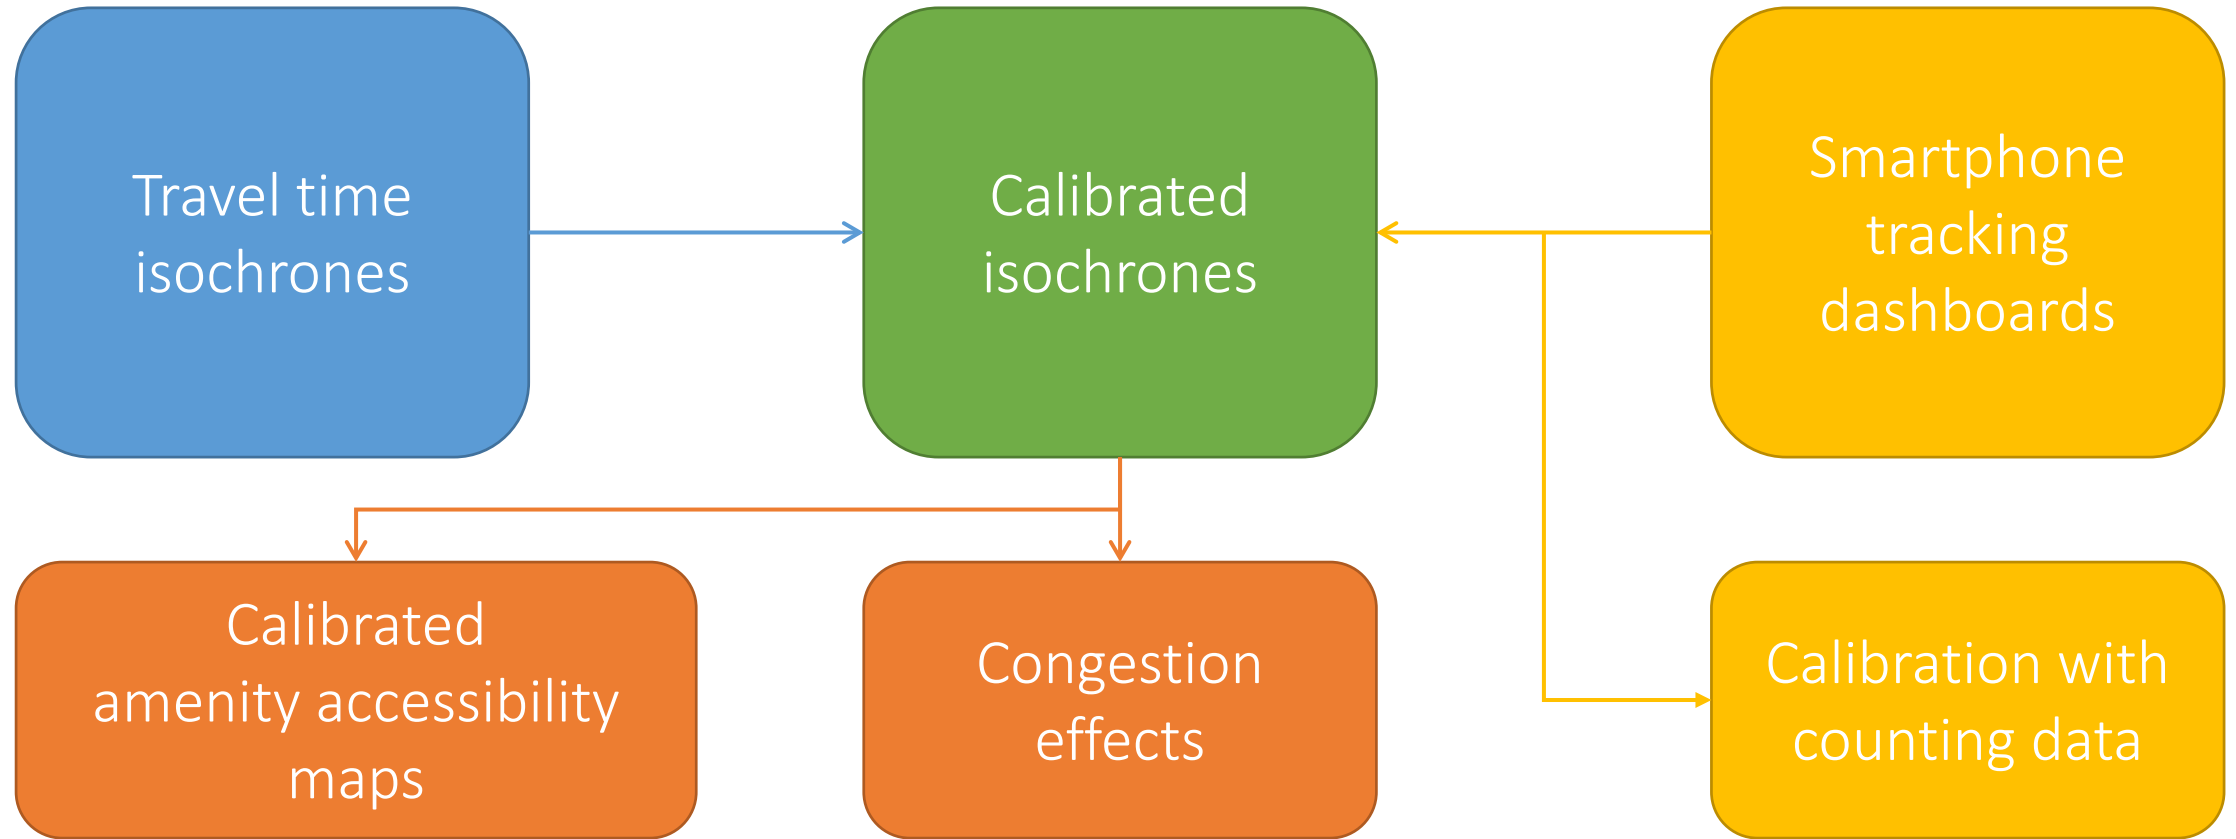 Travel time
isochrones
Calibrated
isochrones
Smartphone
tracking
dashboards
Calibrated
amenity accessibility
maps
Congestion
effects
Calibration with
counting data